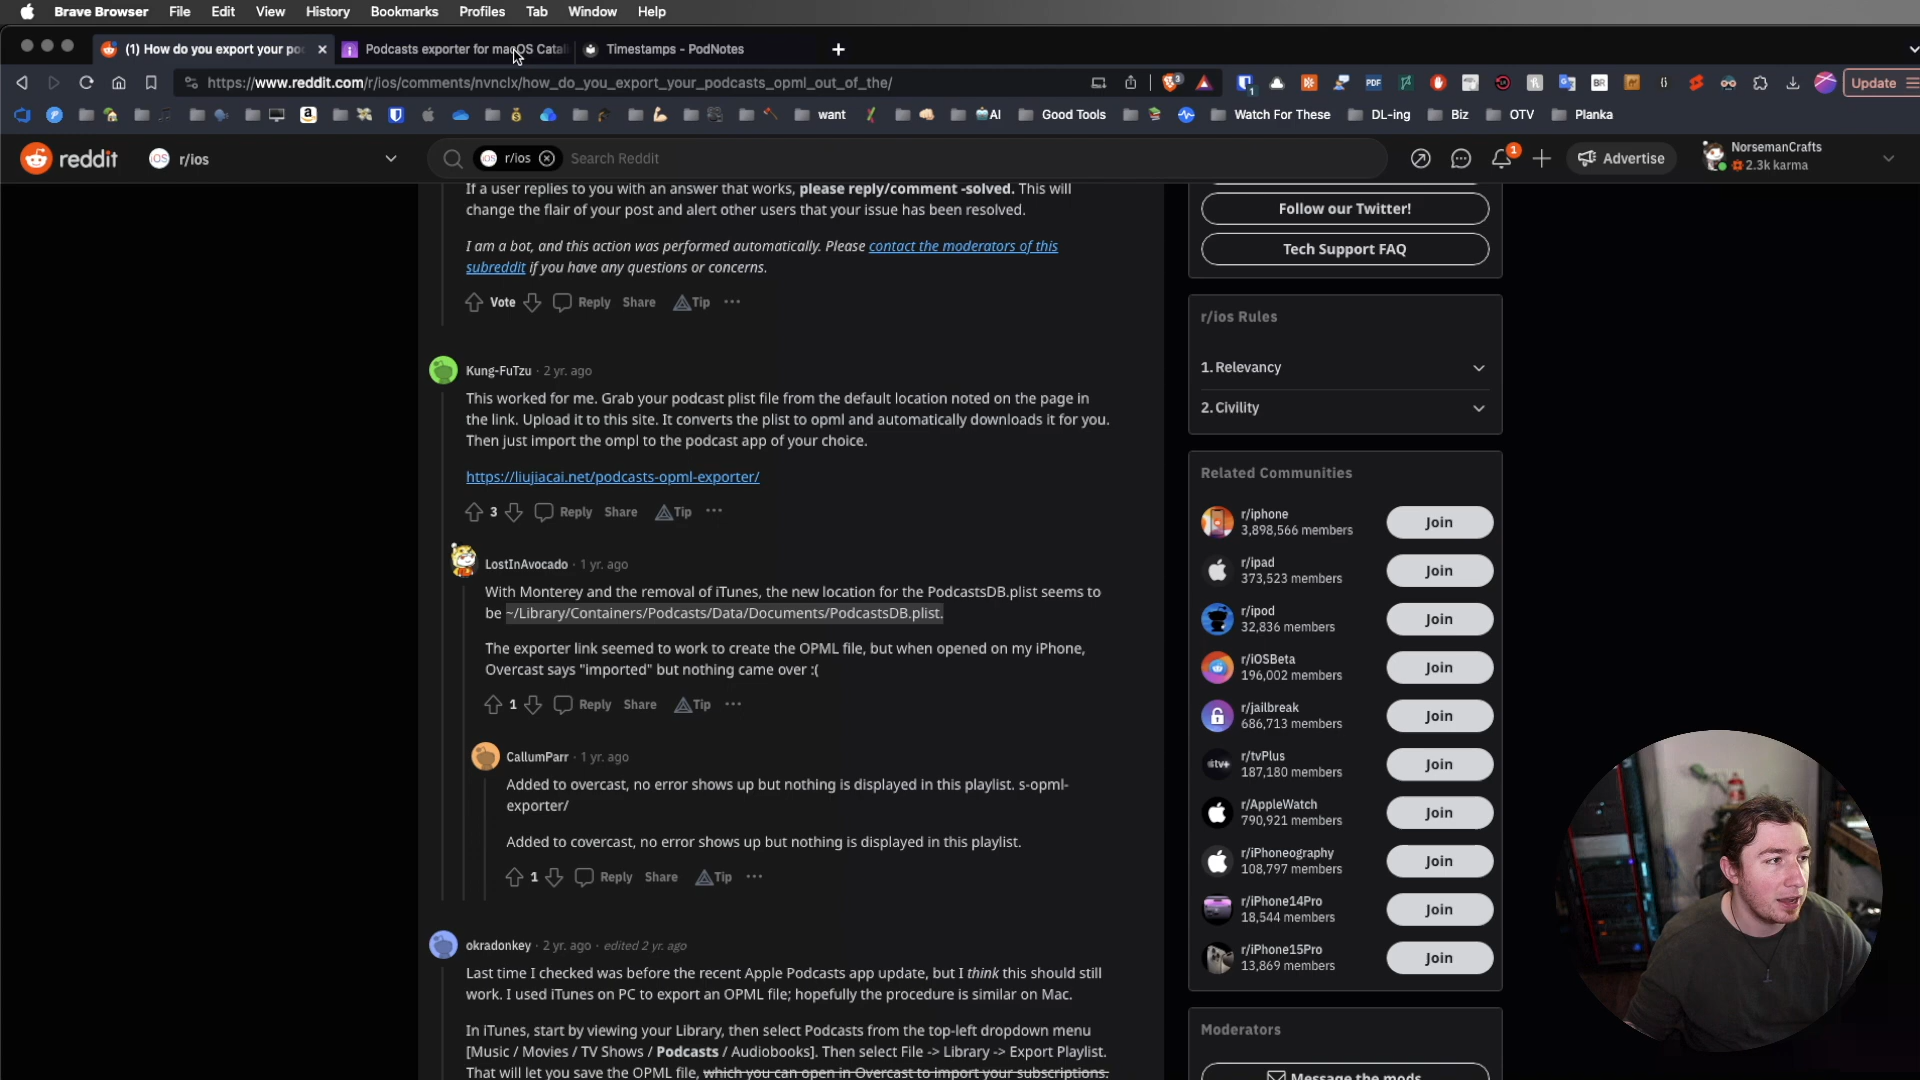 Brave Browser File Edit View History Bookmarks Profiles Tab Window Help
(1) How do you export your po
Podcasts exporter for macOS Catal
Timestamps - PodNotes
https://www.reddit.com/r/ios/comments/nvnclx/how_do_you_export_your_podcasts_opml_out_of_the/
Update
want
AI
Good Tools
Watch For These
DL-ing
Biz
OTV
Planka
reddit
r/ios
r/ios
Search Reddit
1
Advertise
NorsemanCrafts
2.3k karma
If a user replies to you with an answer that works, please reply/comment -solved. This will
change the flair of your post and alert other users that your issue has been resolved.
I am a bot, and this action was performed automatically. Please contact the moderators of this
subreddit if you have any questions or concerns.
Vote Reply Share Tip
Kung-FuTzu · 2 yr. ago
This worked for me. Grab your podcast plist file from the default location noted on the page in
the link. Upload it to this site. It converts the plist to opml and automatically downloads it for you.
Then just import the ompl to the podcast app of your choice.
https://liujiacai.net/podcasts-opml-exporter/
3 Reply Share Tip
LostInAvocado · 1 yr. ago
With Monterey and the removal of iTunes, the new location for the PodcastsDB.plist seems to
be ~/Library/Containers/Podcasts/Data/Documents/PodcastsDB.plist.
The exporter link seemed to work to create the OPML file, but when opened on my iPhone,
Overcast says "imported" but nothing came over :(
1 Reply Share Tip
CallumParr · 1 yr. ago
Added to overcast, no error shows up but nothing is displayed in this playlist. s-opml-
exporter/
Added to covercast, no error shows up but nothing is displayed in this playlist.
1 Reply Share Tip
okradonkey · 2 yr. ago · edited 2 yr. ago
Last time I checked was before the recent Apple Podcasts app update, but I think this should still
work. I used iTunes on PC to export an OPML file; hopefully the procedure is similar on Mac.
In iTunes, start by viewing your Library, then select Podcasts from the top-left dropdown menu
[Music / Movies / TV Shows / Podcasts / Audiobooks]. Then select File -> Library -> Export Playlist.
That will let you save the OPML file, which you can open in Overcast to import your subscriptions.
Follow our Twitter!
Tech Support FAQ
r/ios Rules
1. Relevancy
2. Civility
Related Communities
r/iphone
3,898,566 members
Join
r/ipad
373,523 members
Join
r/ipod
32,836 members
Join
r/iOSBeta
196,002 members
Join
r/jailbreak
686,713 members
Join
r/tvPlus
187,180 members
Join
r/AppleWatch
790,921 members
Join
r/iPhoneography
108,797 members
Join
r/iPhone14Pro
18,544 members
Join
r/iPhone15Pro
13,869 members
Join
Moderators
Message the mods